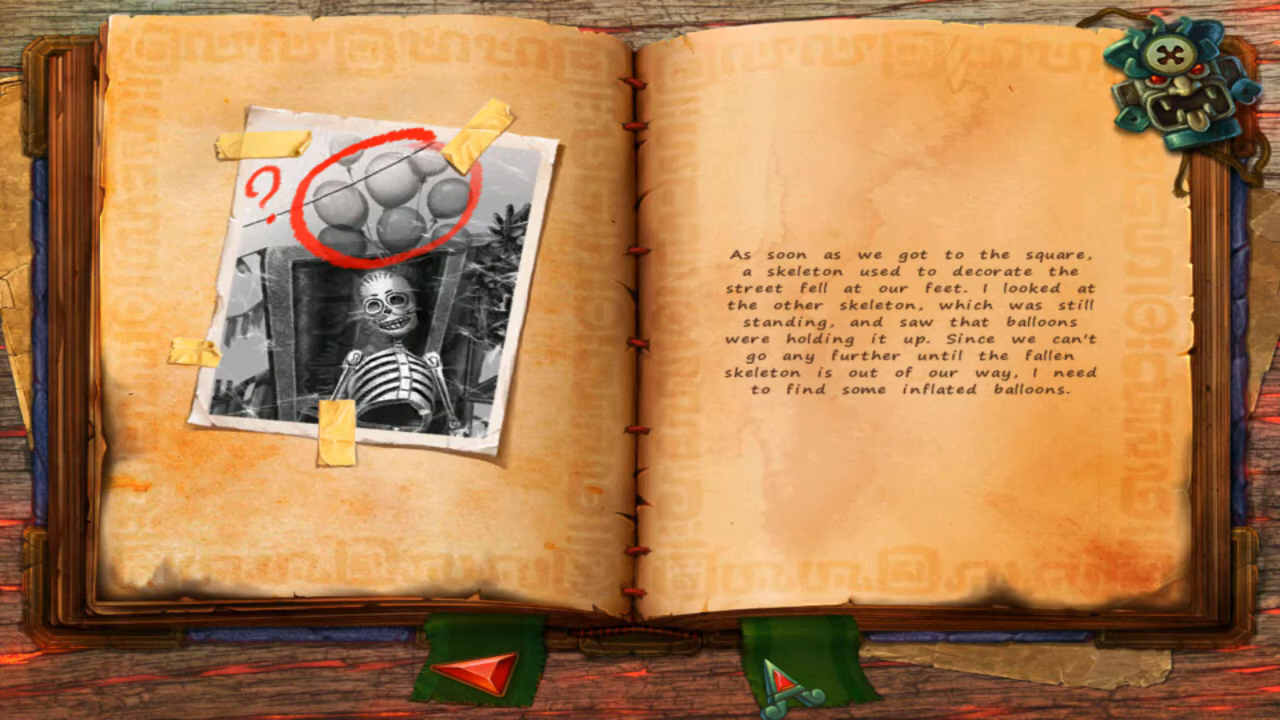 ?
As soon as we got to the square,
a skeleton used to decorate the
street fell at our feet. I looked at
the other skeleton, which was still
standing, and saw that balloons
were holding it up. Since we can't
go any further until the fallen
skeleton is out of our way, I need
to find some inflated balloons.